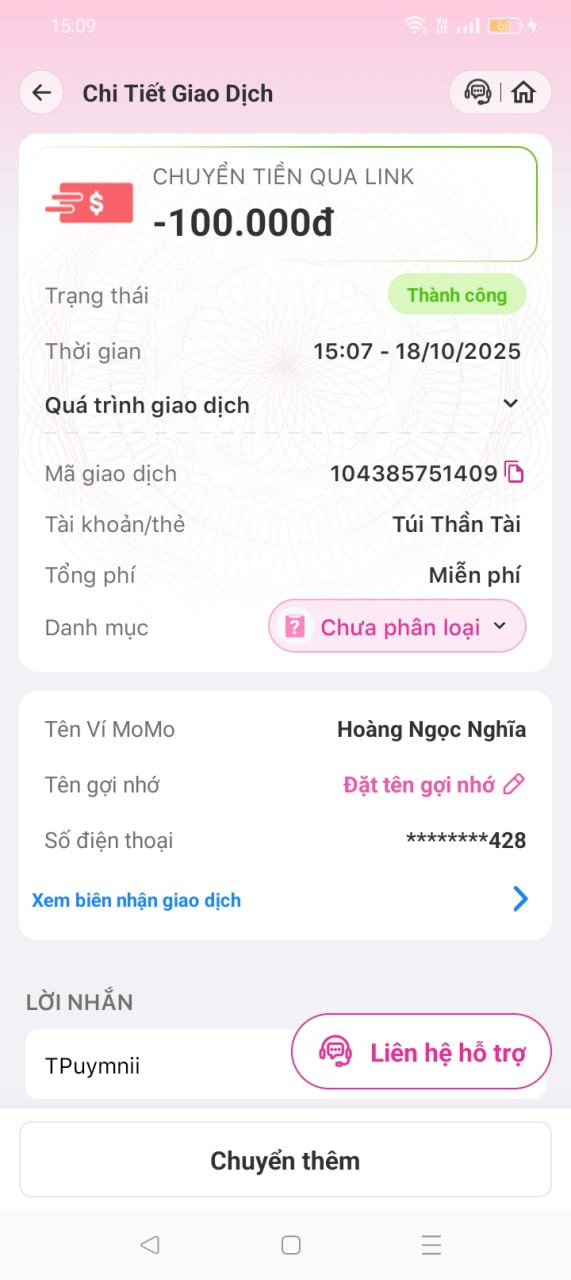 15:09
68
Chi Tiết Giao Dịch
CHUYỂN TIỀN QUA LINK
$
-100.000đ
Trạng thái Thành công
Thời gian 15:07 - 18/10/2025
Quá trình giao dịch
Mã giao dịch 104385751409
Tài khoản/thẻ Túi Thần Tài
Tổng phí Miễn phí
Danh mục ? Chưa phân loại
Tên Ví MoMo Hoàng Ngọc Nghĩa
Tên gợi nhớ Đặt tên gợi nhớ
Số điện thoại ********428
Xem biên nhận giao dịch
LỜI NHẮN
TPuymnii
Liên hệ hỗ trợ
Chuyển thêm